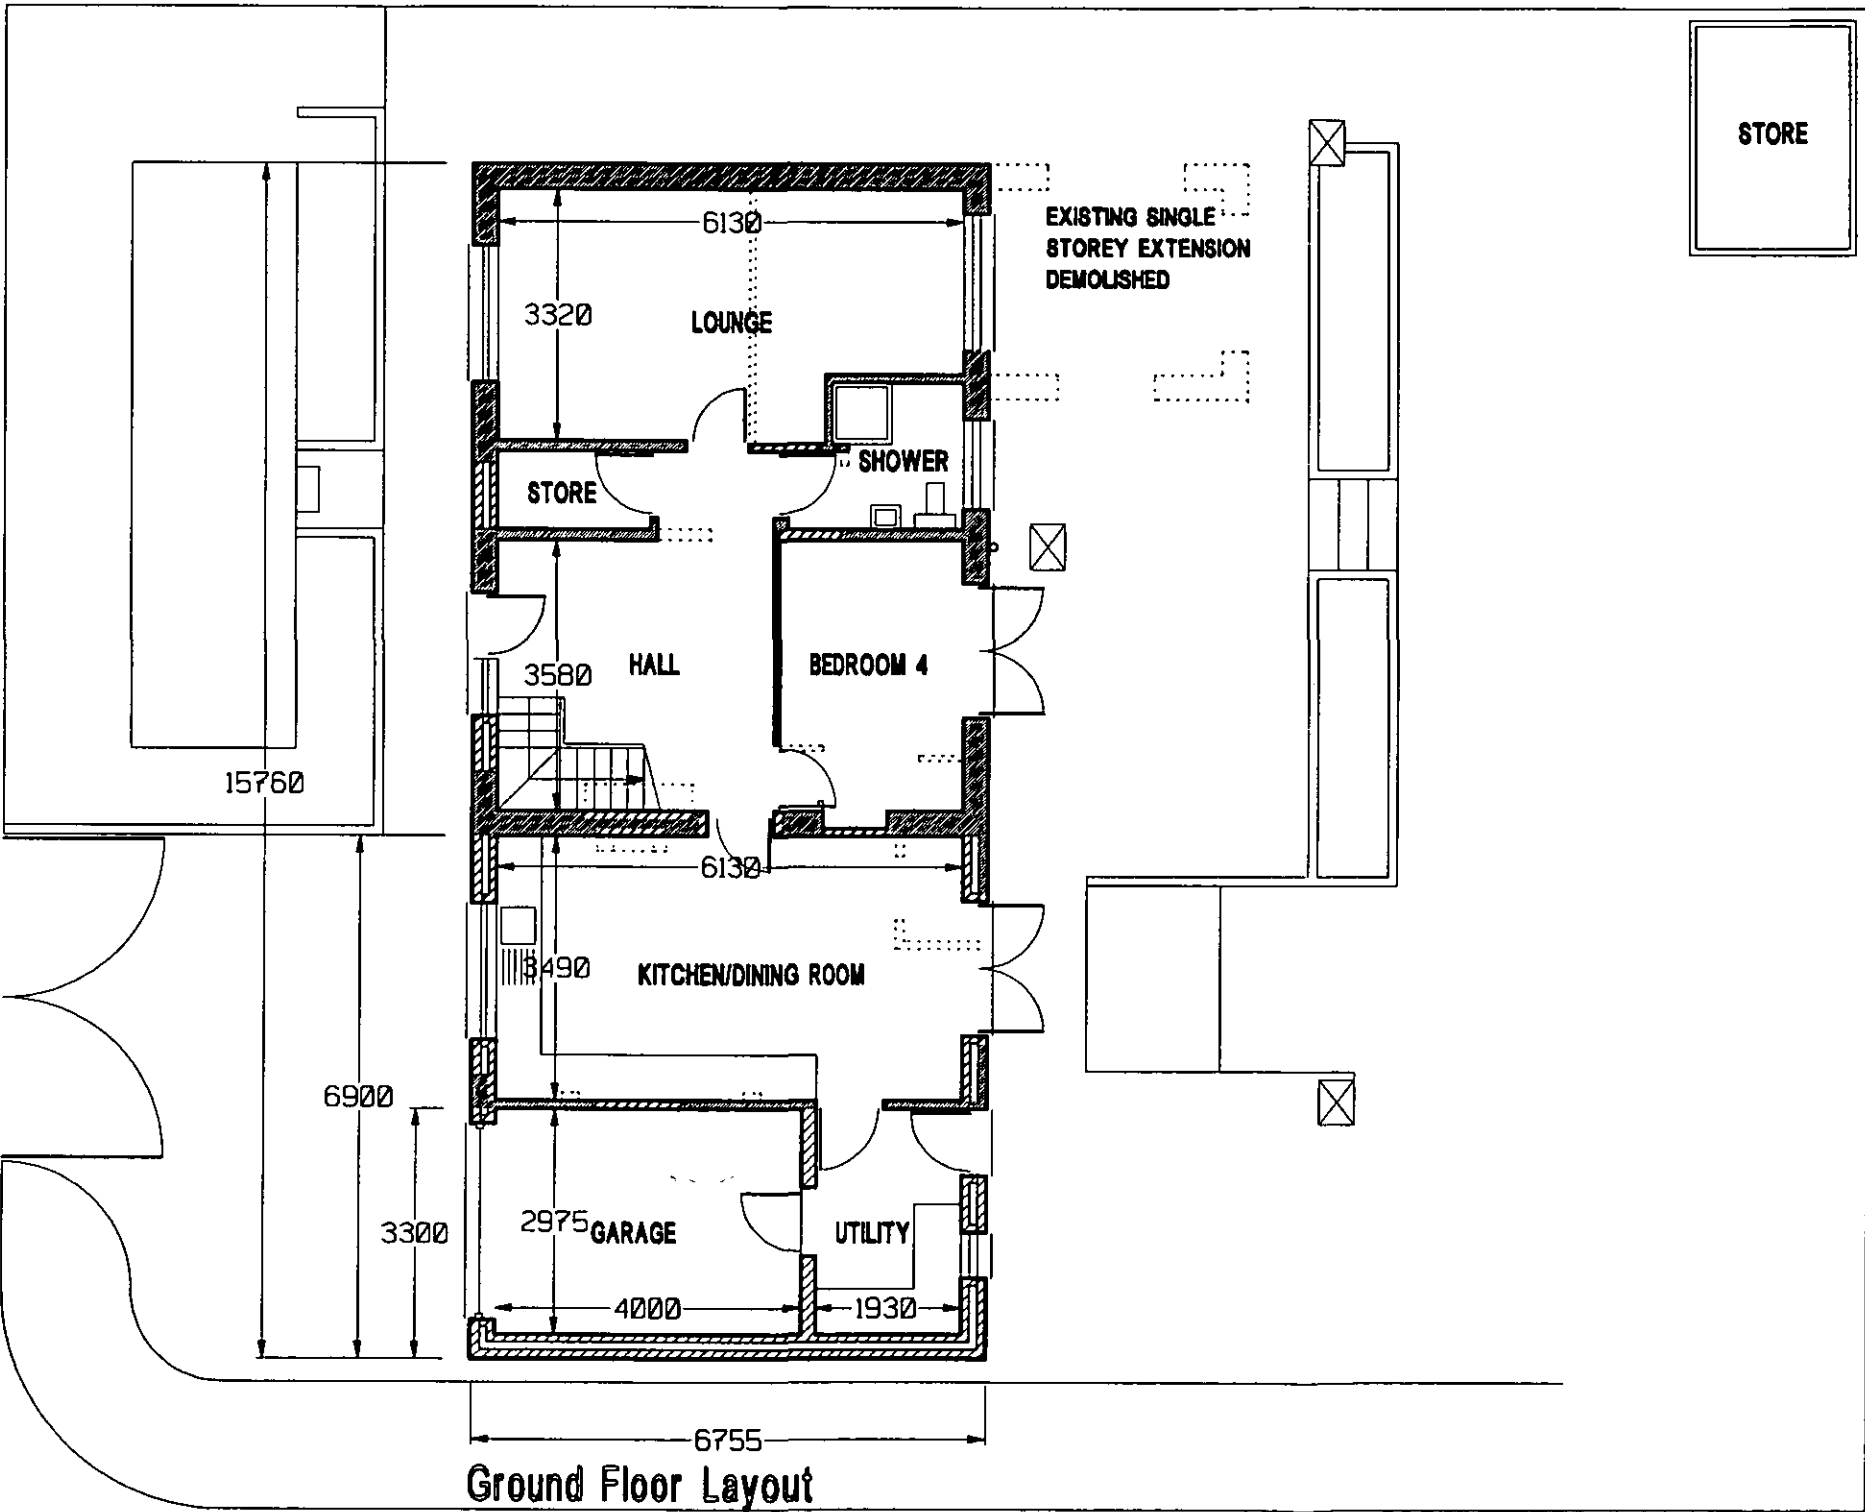 STORE
EXISTING SINGLE
STOREY EXTENSION
DEMOLISHED
6130
3320
LOUNGE
SHOWER
STORE
HALL
BEDROOM 4
3580
15760
6130
3490
KITCHEN/DINING ROOM
6900
3300
2975
GARAGE
UTILITY
4000
1930
6755
Ground Floor Layout